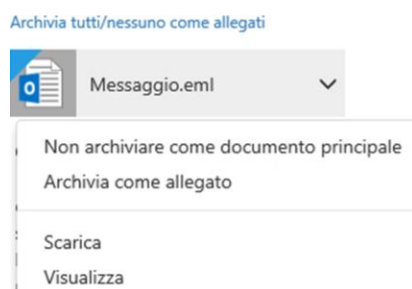 Archivia tutti/nessuno come allegati
Messaggio.eml
Non archiviare come documento principale
Archivia come allegato
Scarica
Visualizza